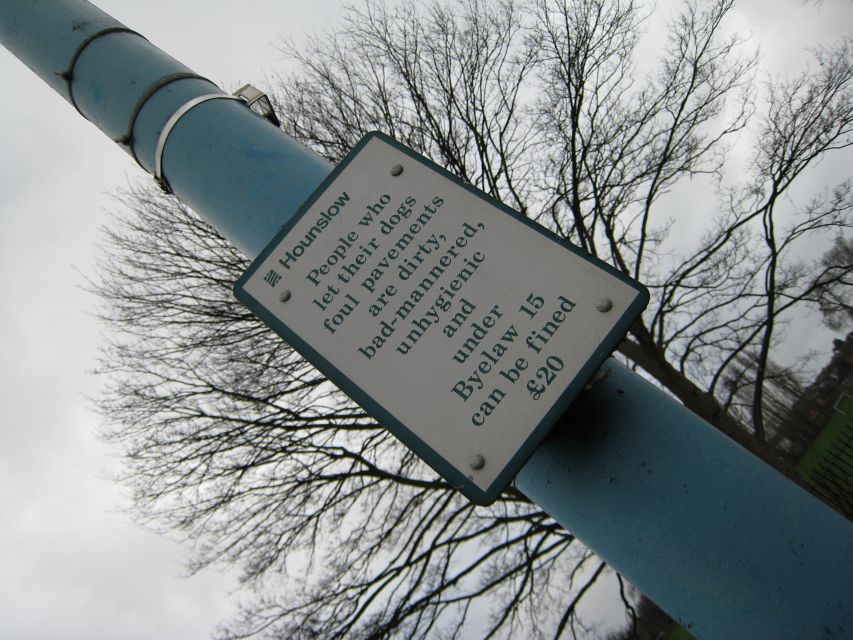 Hounslow
People who
let their dogs
foul pavements
are dirty,
bad-mannered,
unhygienic
and
under
Byelaw 15
can be fined
£20